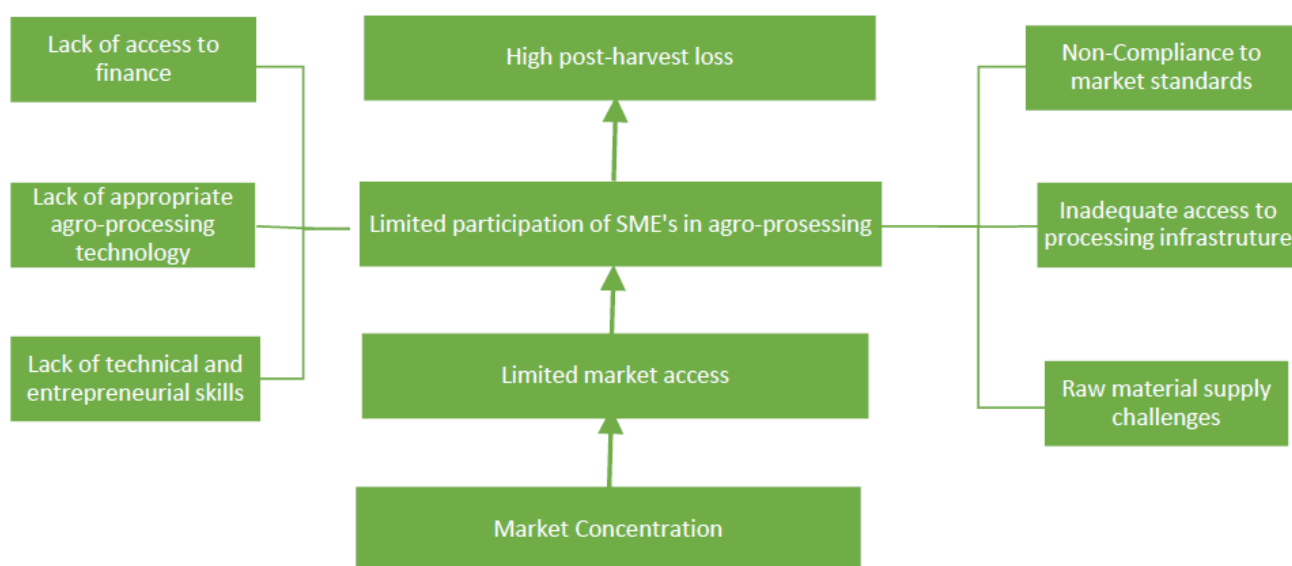 Lack of access to
finance
High post-harvest loss
Non-Compliance to
market standards
Lack of appropriate
agro-processing
technology
Limited participation of SME's in agro-prosessing
Inadequate access to
processing infrastruture
Lack of technical and
entrepreneurial skills
Limited market access
Raw material supply
challenges
Market Concentration